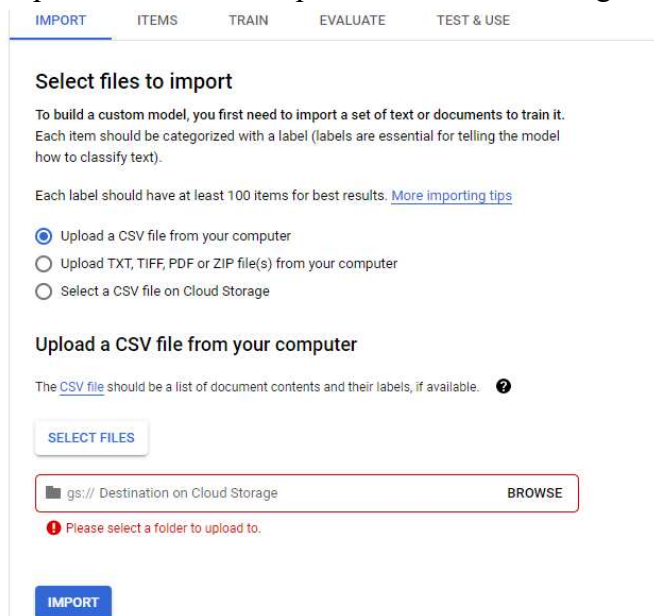 IMPORT ITEMS TRAIN EVALUATE TEST & USE
Select files to import
To build a custom model, you first need to import a set of text or documents to train it.
Each item should be categorized with a label (labels are essential for telling the model
how to classify text).
Each label should have at least 100 items for best results. More importing tips
Upload a CSV file from your computer
Upload TXT, TIFF, PDF or ZIP file(s) from your computer
Select a CSV file on Cloud Storage
Upload a CSV file from your computer
The CSV file should be a list of document contents and their labels, if available. ?
SELECT FILES
gs:// Destination on Cloud Storage BROWSE
! Please select a folder to upload to.
IMPORT